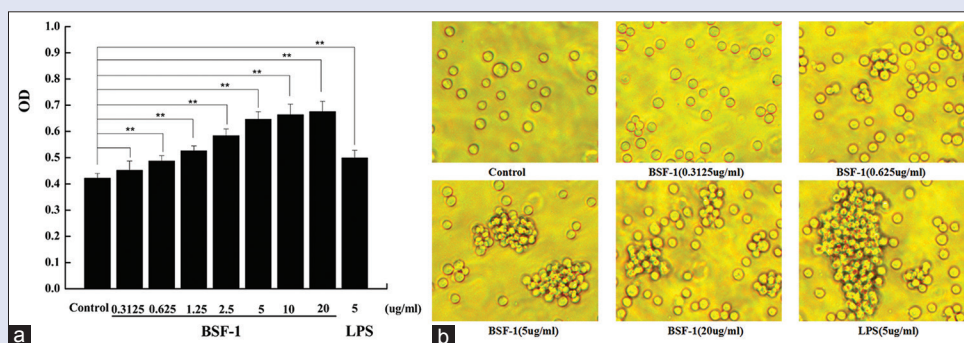 **
**
**
**
**
**
**
**
OD
1.0
0.9
0.8
0.7
0.6
0.5
0.4
0.3
0.2
0.1
0.0
Control 0.3125 0.625 1.25 2.5 5 10 20 5 (ug/ml)
BSF-1 LPS
a
Control BSF-1(0.3125ug/ml) BSF-1(0.625ug/ml)
BSF-1(5ug/ml) BSF-1(20ug/ml) LPS(5ug/ml)
b